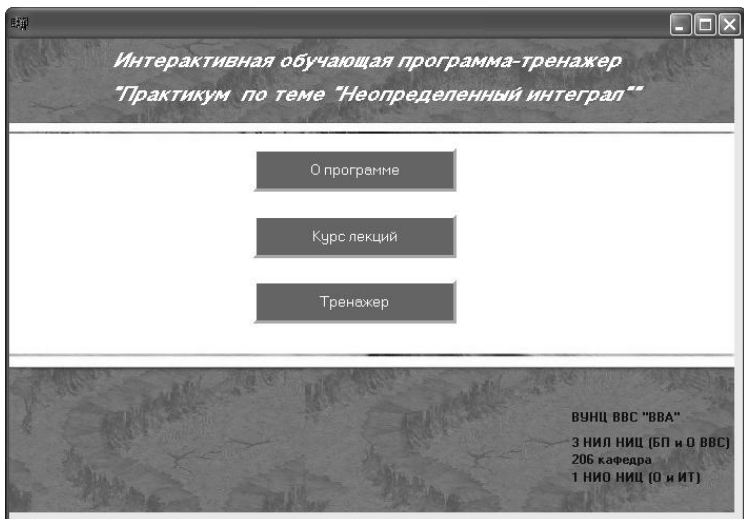 Интерактивная обучающая программа-тренажер
"Практикум по теме "Неопределенный интеграл""
О программе
Курс лекций
Тренажер
ВУНЦ ВВС "ВВА"
3 НИЛ НИЦ (БП и О ВВС)
206 кафедра
1 НИО НИЦ (О и ИТ)